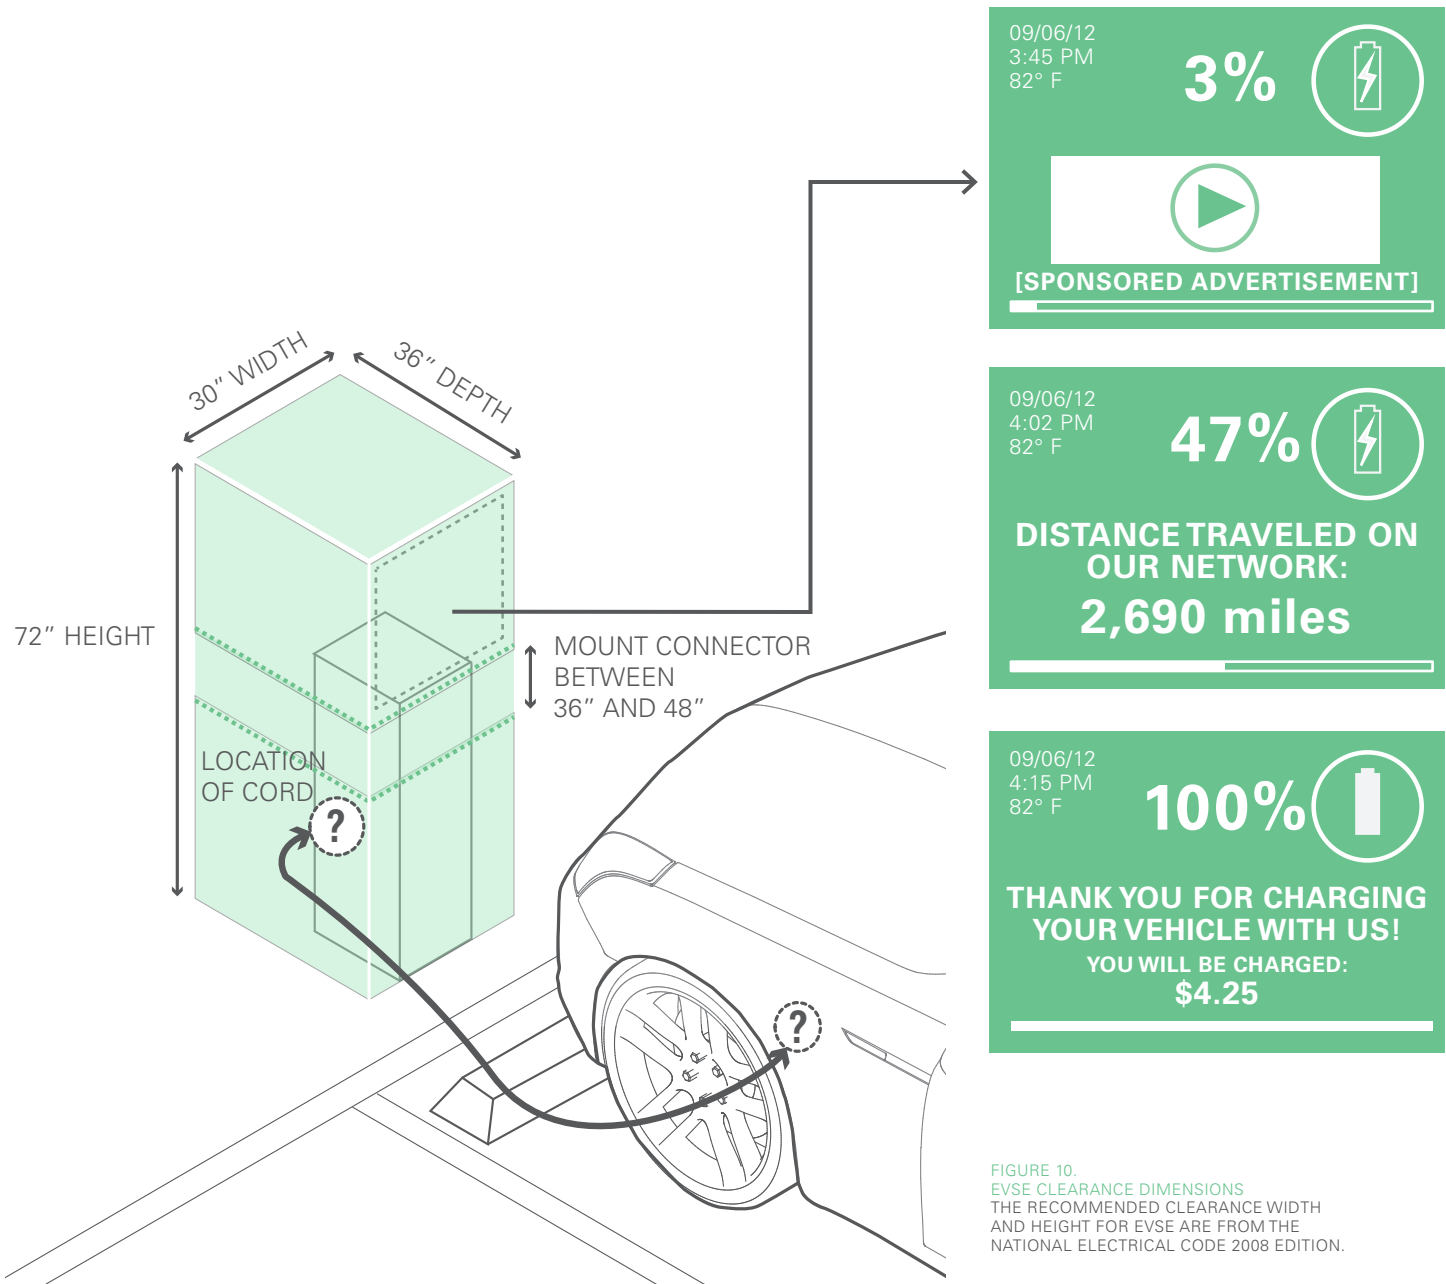 09/06/12
3:45 PM
82° F
3%
[SPONSORED ADVERTISEMENT]
30" WIDTH
36" DEPTH
72" HEIGHT
MOUNT CONNECTOR
BETWEEN
36" AND 48"
LOCATION
OF CORD
?
?
09/06/12
4:02 PM
82° F
47%
DISTANCE TRAVELED ON
OUR NETWORK:
2,690 miles
09/06/12
4:15 PM
82° F
100%
THANK YOU FOR CHARGING
YOUR VEHICLE WITH US!
YOU WILL BE CHARGED:
$4.25
FIGURE 10.
EVSE CLEARANCE DIMENSIONS
THE RECOMMENDED CLEARANCE WIDTH
AND HEIGHT FOR EVSE ARE FROM THE
NATIONAL ELECTRICAL CODE 2008 EDITION.